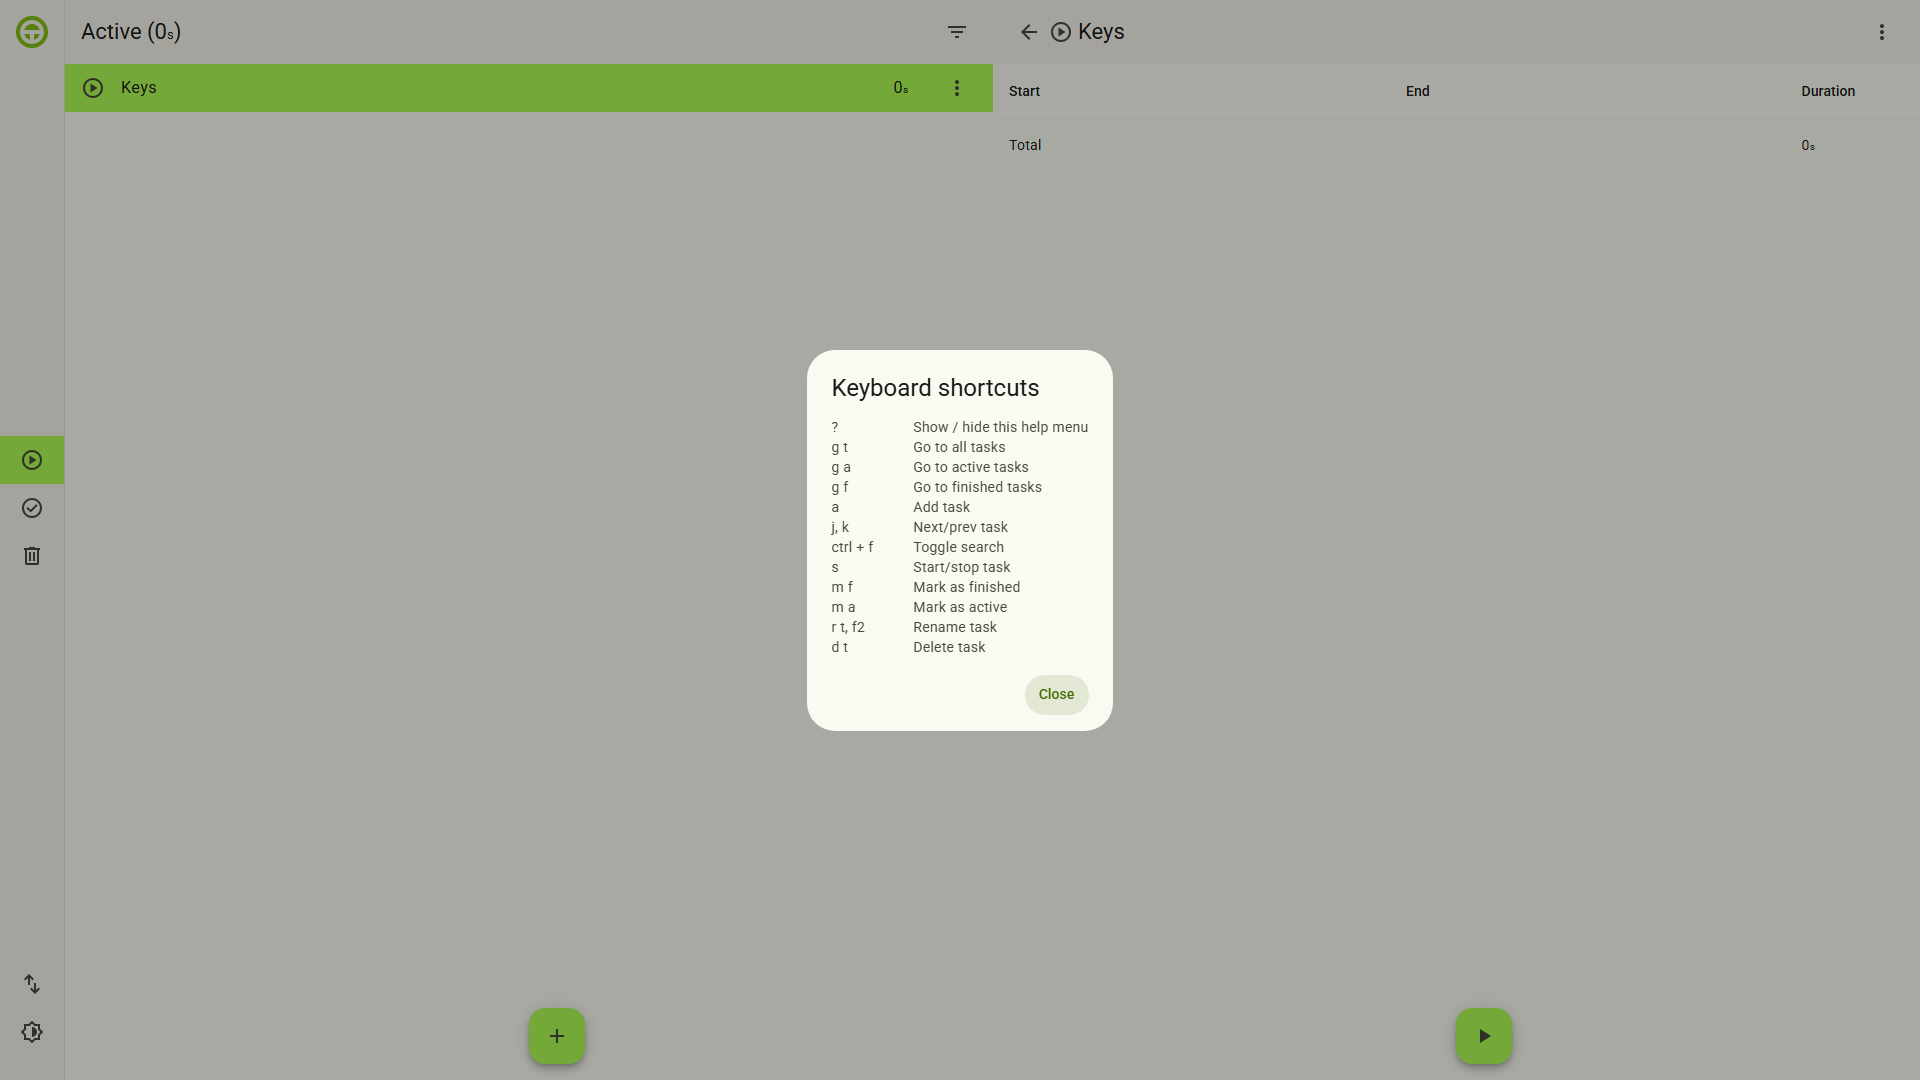 Active (0s)
Keys
Keys 0s
Start End Duration
Total 0s
Keyboard shortcuts
? Show / hide this help menu
g t Go to all tasks
g a Go to active tasks
g f Go to finished tasks
a Add task
j, k Next/prev task
ctrl + f Toggle search
s Start/stop task
m f Mark as finished
m a Mark as active
r t, f2 Rename task
d t Delete task
Close